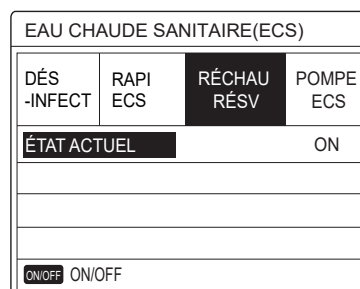 EAU CHAUDE SANITAIRE(ECS)
DÉS
-INFECT
RAPI
ECS
RÉCHAU
RÉSV
POMPE
ECS
ÉTAT ACTUEL ON
ON/OFF ON/OFF